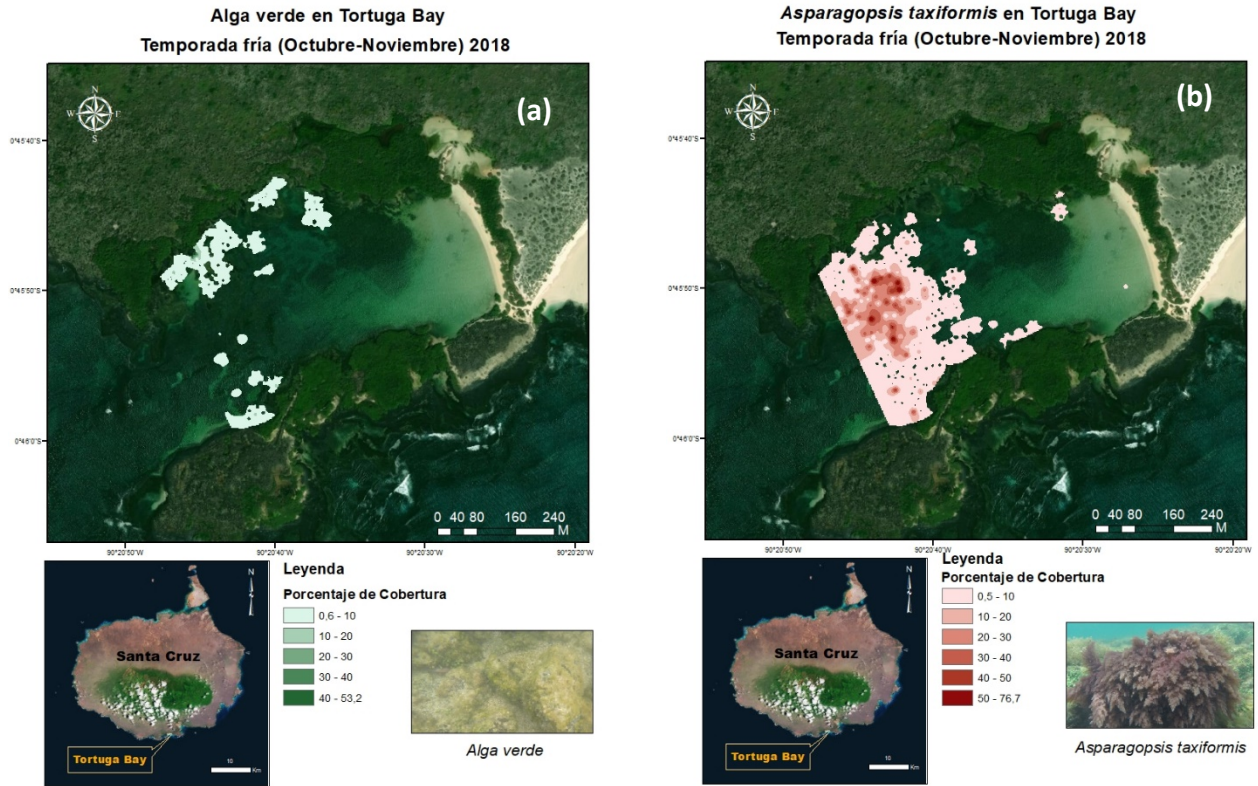 Alga verde en Tortuga Bay
Temporada fría (Octubre-Noviembre) 2018
(a)
N
W
E
S
0°45'40"S
0°45'50"S
0°46'0"S
0 40 80 160 240
M
90°20'50"W
90°20'40"W
90°20'30"W
90°20'20"W
N
Santa Cruz
Tortuga Bay
10
Km
Leyenda
Porcentaje de Cobertura
0,6 - 10
10 - 20
20 - 30
30 - 40
40 - 53,2
Alga verde
Asparagopsis taxiformis en Tortuga Bay
Temporada fría (Octubre-Noviembre) 2018
(b)
N
W
E
S
0°45'40"S
0°45'50"S
0°46'0"S
0 40 80 160 240
M
90°20'50"W
90°20'40"W
90°20'30"W
90°20'20"W
N
Santa Cruz
Tortuga Bay
10
Km
Leyenda
Porcentaje de Cobertura
0,5 - 10
10 - 20
20 - 30
30 - 40
40 - 50
50 - 76,7
Asparagopsis taxiformis